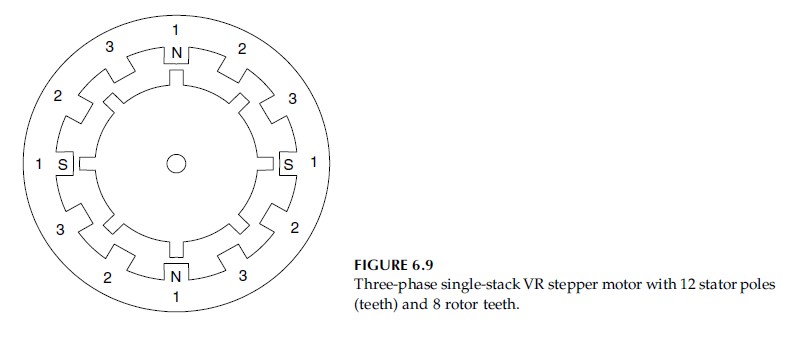 1
3
N
2
2
3
1
S
S
1
3
2
2
N
3
1
FIGURE 6.9
Three-phase single-stack VR stepper motor with 12 stator poles
(teeth) and 8 rotor teeth.